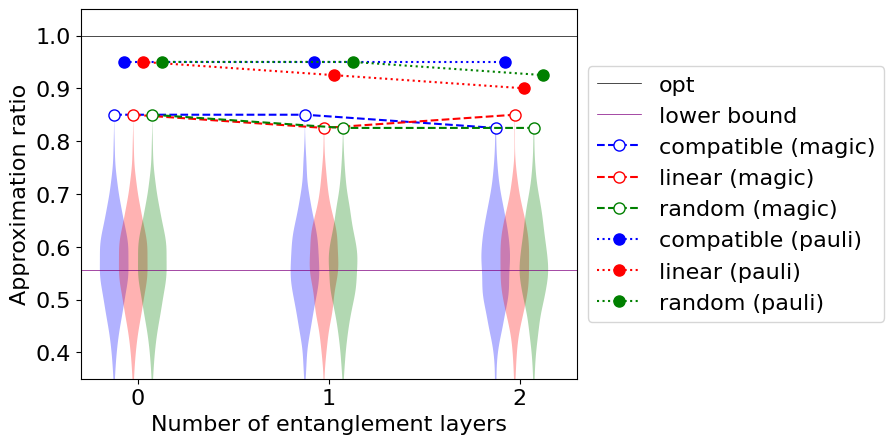 1.0
0.9
0.8
0.7
0.6
0.5
0.4
Approximation ratio
0 1 2
Number of entanglement layers
opt
lower bound
compatible (magic)
linear (magic)
random (magic)
compatible (pauli)
linear (pauli)
random (pauli)